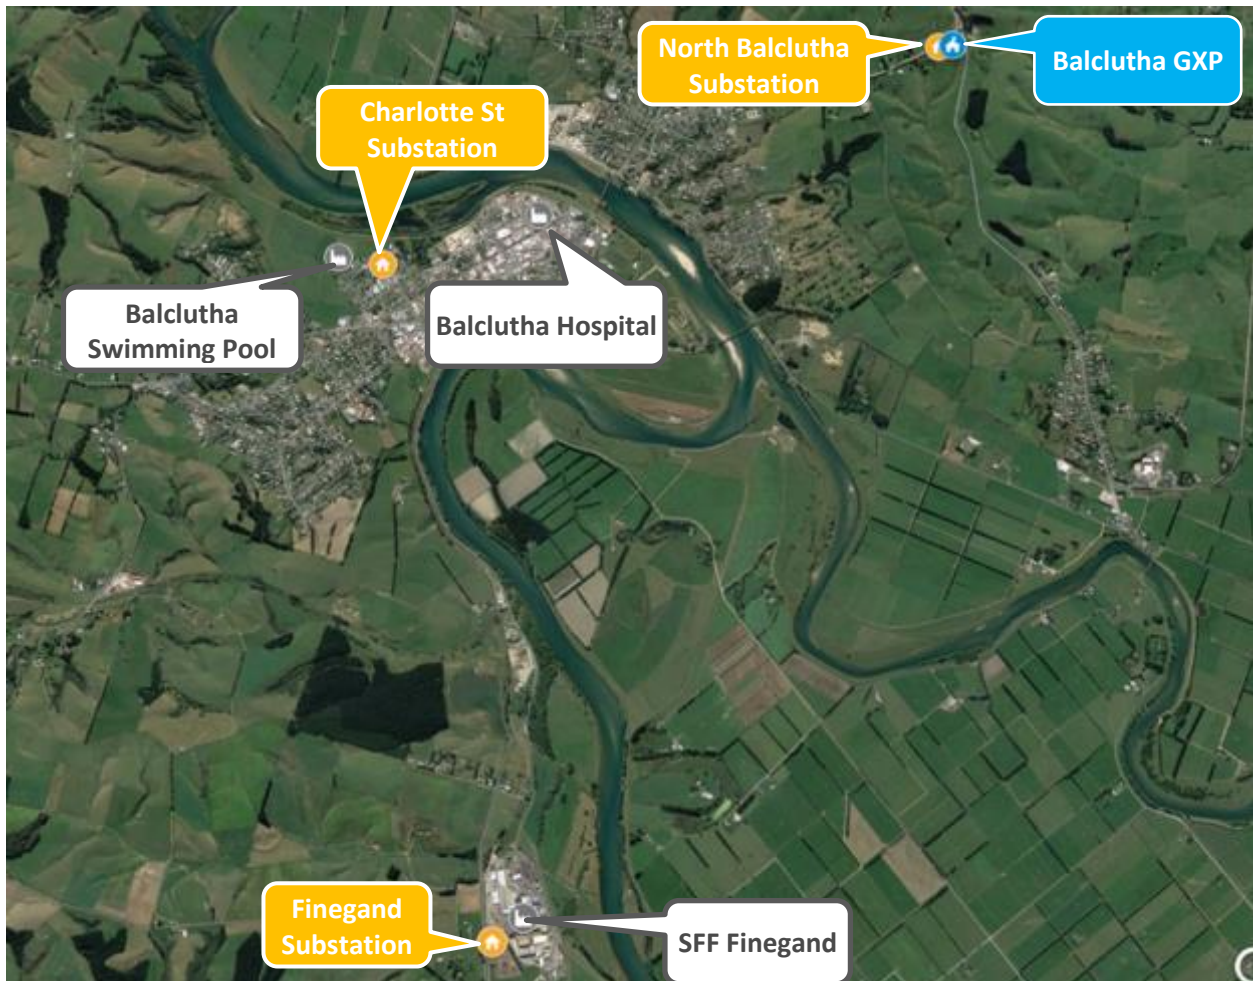 North Balclutha
Substation
Balclutha GXP
Charlotte St
Substation
Balclutha
Swimming Pool
Balclutha Hospital
Finegand
Substation
SFF Finegand